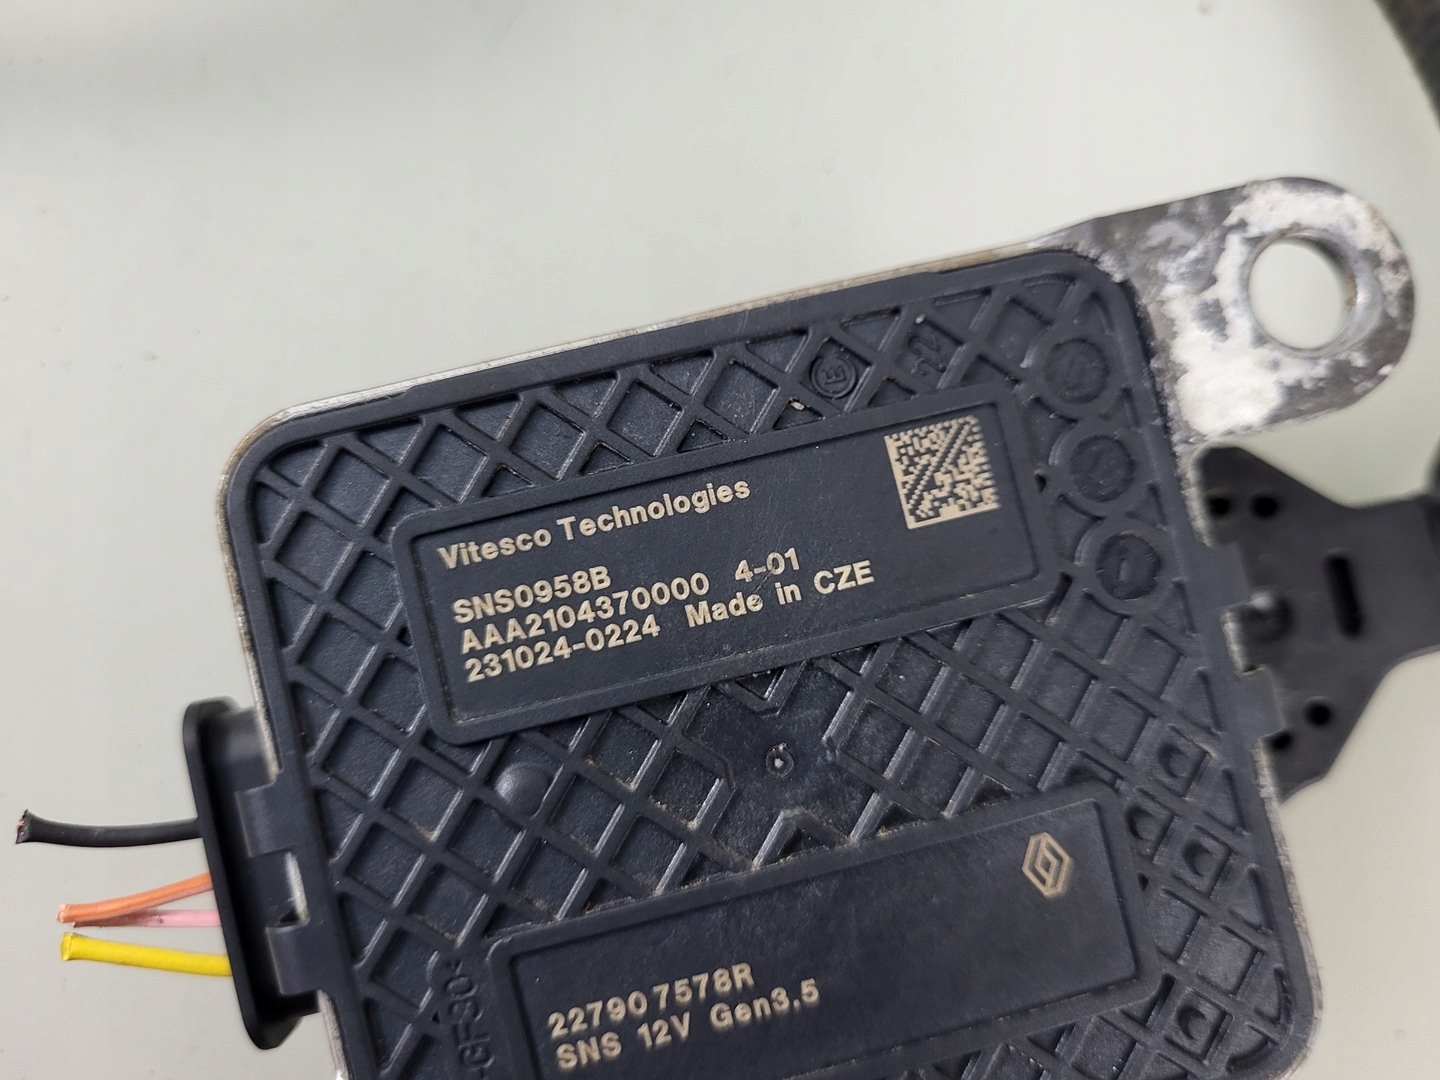 Vitesco Technologies
SNS0958B
AAA2104370000 4-01
231024-0224 Made in CZE
227907578R
SNS 12V Gen3.5